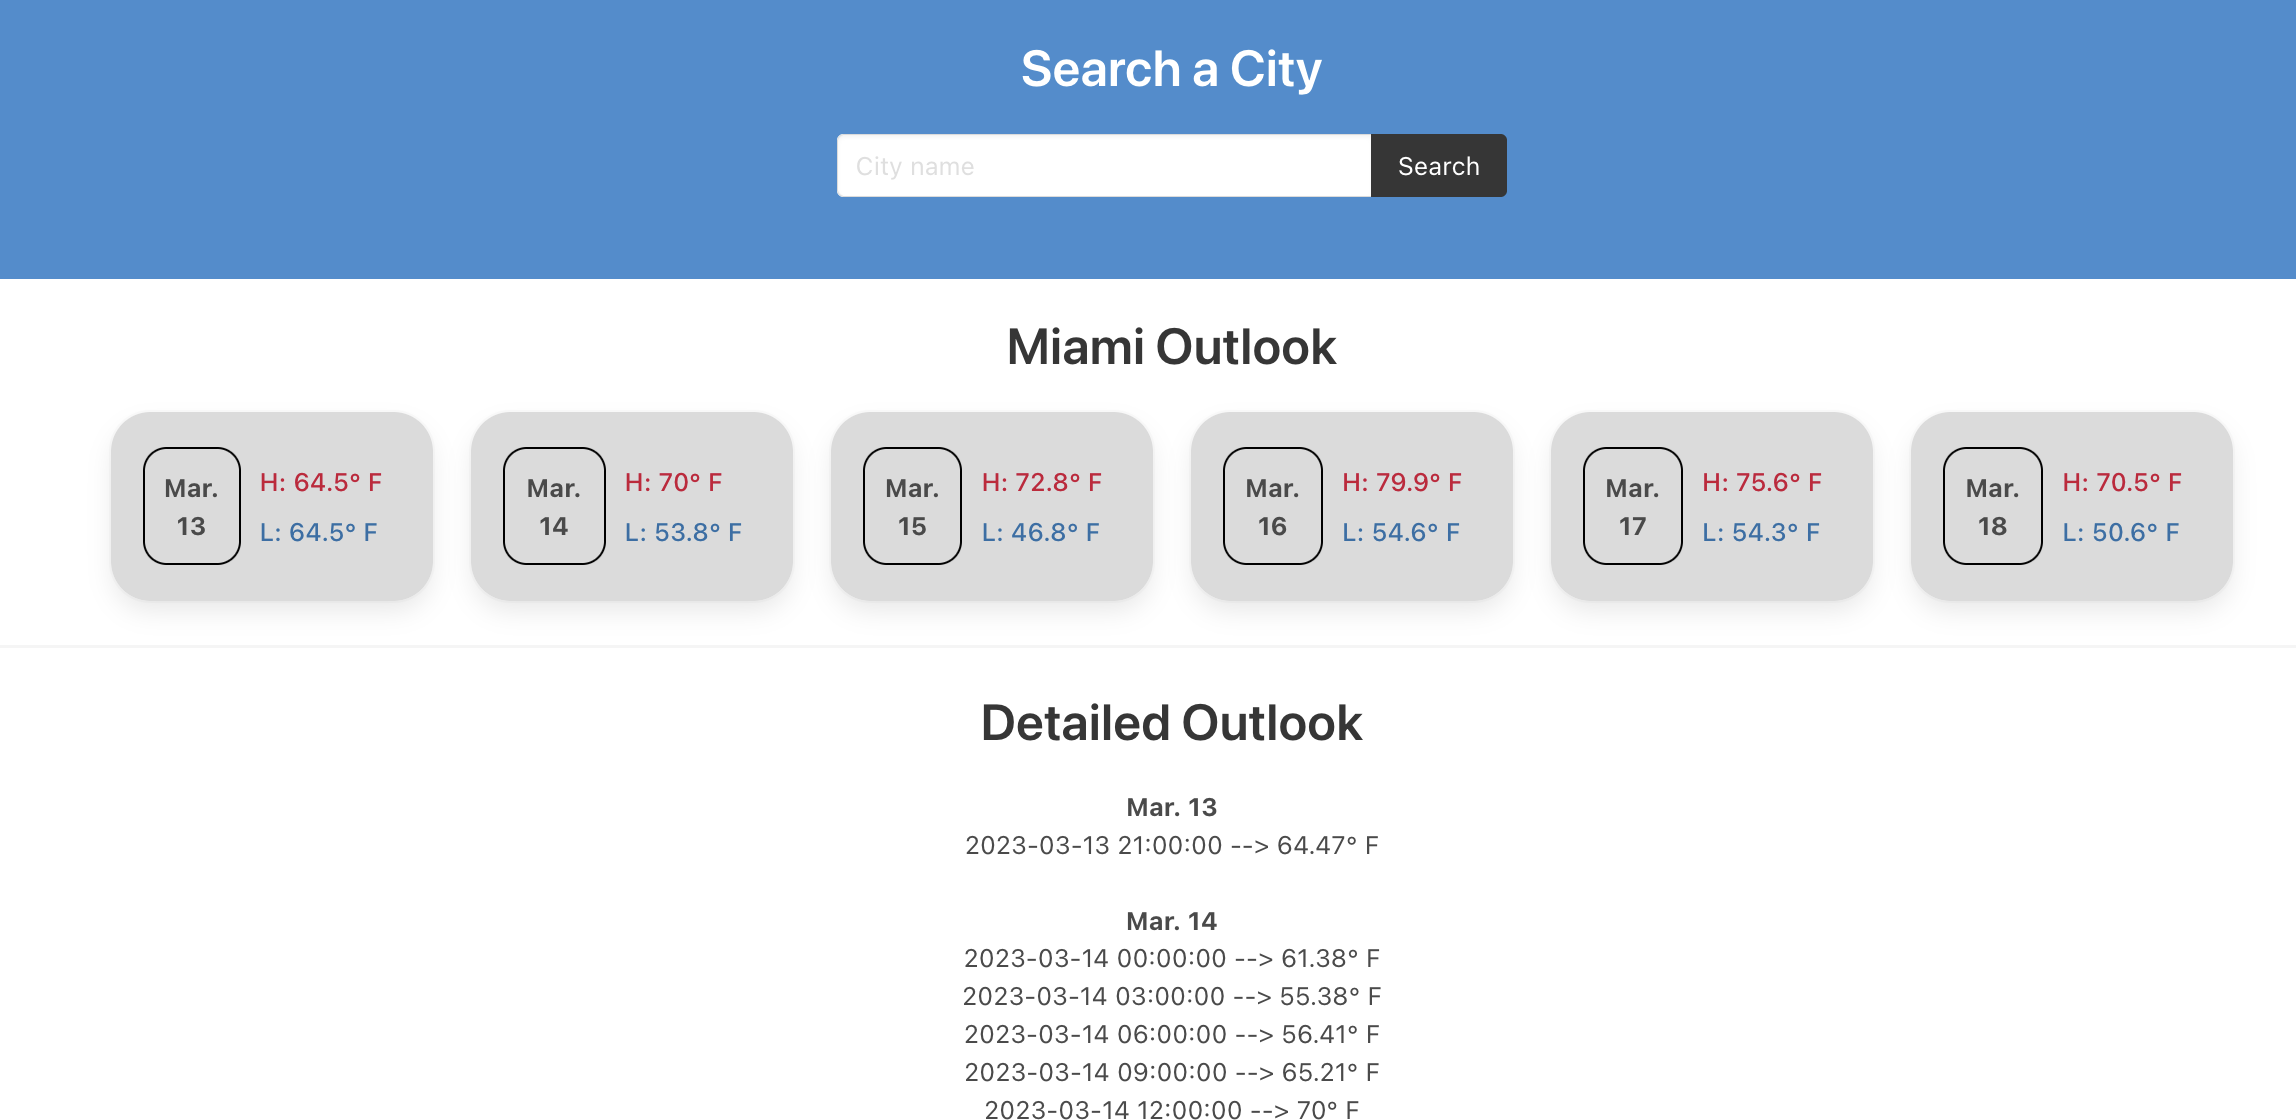 Search a City
City name
Search
Miami Outlook
Mar.
13
H: 64.5° F
L: 64.5° F
Mar.
14
H: 70° F
L: 53.8° F
Mar.
15
H: 72.8° F
L: 46.8° F
Mar.
16
H: 79.9° F
L: 54.6° F
Mar.
17
H: 75.6° F
L: 54.3° F
Mar.
18
H: 70.5° F
L: 50.6° F
Detailed Outlook
Mar. 13
2023-03-13 21:00:00 --> 64.47° F
Mar. 14
2023-03-14 00:00:00 --> 61.38° F
2023-03-14 03:00:00 --> 55.38° F
2023-03-14 06:00:00 --> 56.41° F
2023-03-14 09:00:00 --> 65.21° F
2023-03-14 12:00:00 --> 70° F